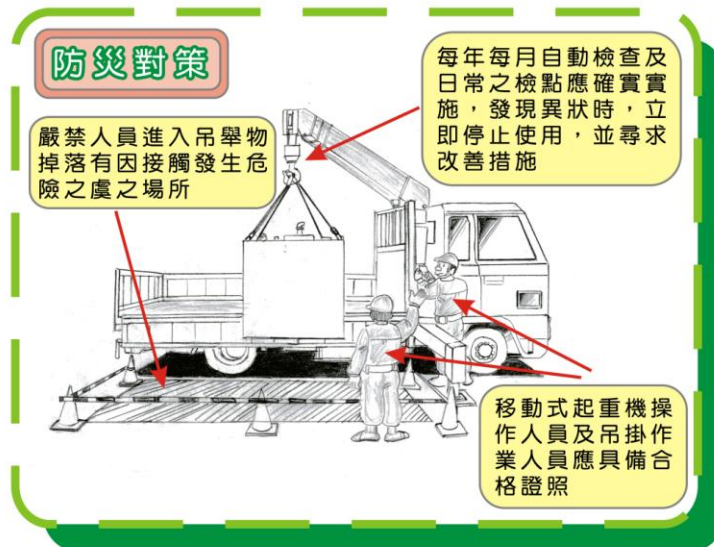 防災對策
每年每月自動檢查及
日常之檢點應確實實
施，發現異狀時，立
即停止使用，並尋求
改善措施
嚴禁人員進入吊舉物
掉落有因接觸發生危
險之虞之場所
移動式起重機操
作人員及吊掛作
業人員應具備合
格證照